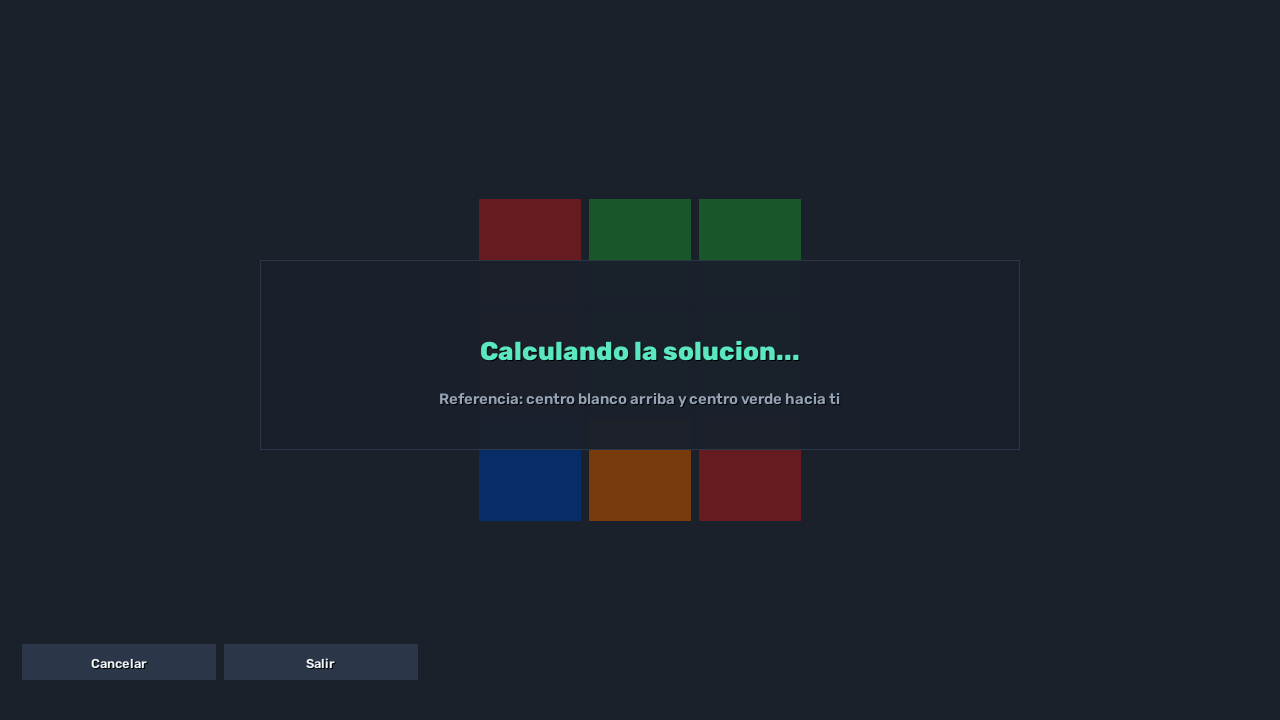 Calculando la solucion...
Referencia: centro blanco arriba y centro verde hacia ti
Cancelar
Salir